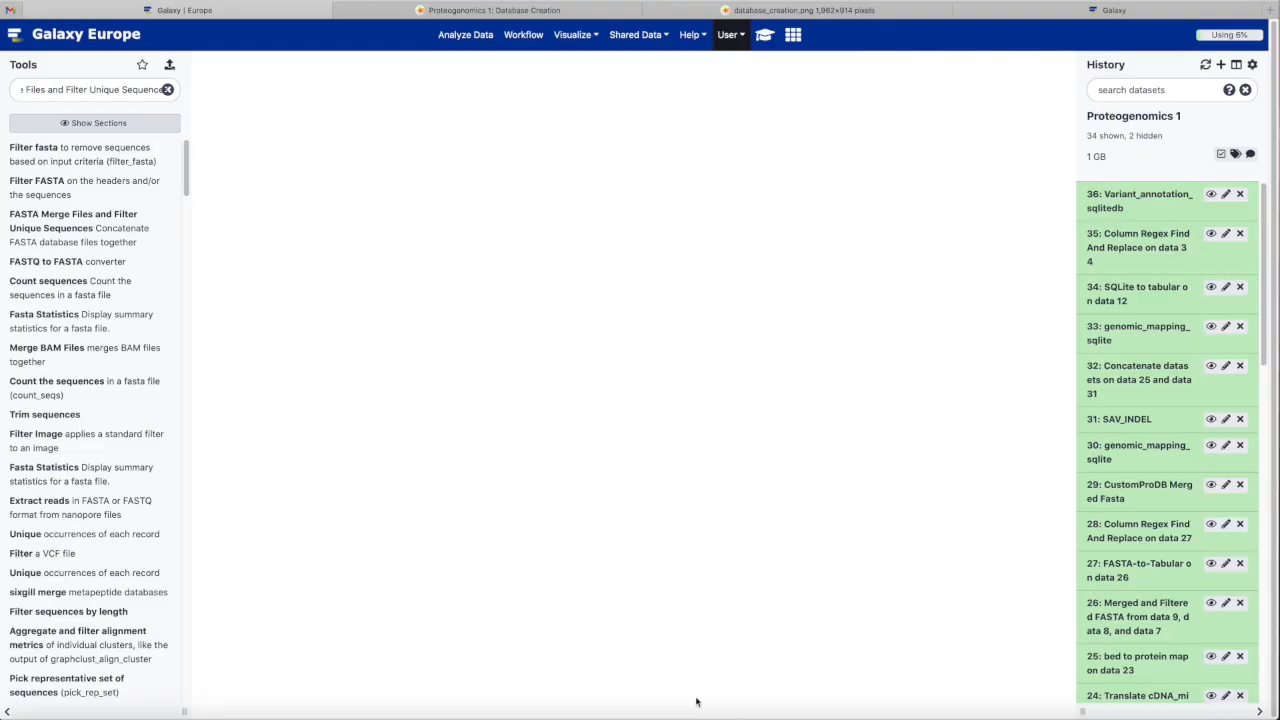 Galaxy | Europe
Proteogenomics 1: Database Creation
database_creation.png 1,962×914 pixels
Galaxy
Galaxy Europe
Analyze Data
Workflow
Visualize
Shared Data
Help
User
Using 6%
Tools
e Files and Filter Unique Sequence
Show Sections
Filter fasta to remove sequences
based on input criteria (filter_fasta)
Filter FASTA on the headers and/or
the sequences
FASTA Merge Files and Filter
Unique Sequences Concatenate
FASTA database files together
FASTQ to FASTA converter
Count sequences Count the
sequences in a fasta file
Fasta Statistics Display summary
statistics for a fasta file.
Merge BAM Files merges BAM files
together
Count the sequences in a fasta file
(count_seqs)
Trim sequences
Filter Image applies a standard filter
to an image
Fasta Statistics Display summary
statistics for a fasta file.
Extract reads in FASTA or FASTQ
format from nanopore files
Unique occurrences of each record
Filter a VCF file
Unique occurrences of each record
sixgill merge metapeptide databases
Filter sequences by length
Aggregate and filter alignment
metrics of individual clusters, like the
output of graphclust_align_cluster
Pick representative set of
sequences (pick_rep_set)
History
search datasets
Proteogenomics 1
34 shown, 2 hidden
1 GB
36: Variant_annotation_
sqlitedb
35: Column Regex Find
And Replace on data 3
4
34: SQLite to tabular o
n data 12
33: genomic_mapping_
sqlite
32: Concatenate datas
ets on data 25 and data
31
31: SAV_INDEL
30: genomic_mapping_
sqlite
29: CustomProDB Merg
ed Fasta
28: Column Regex Find
And Replace on data 27
27: FASTA-to-Tabular o
n data 26
26: Merged and Filtere
d FASTA from data 9, d
ata 8, and data 7
25: bed to protein map
on data 23
24: Translate cDNA_mi